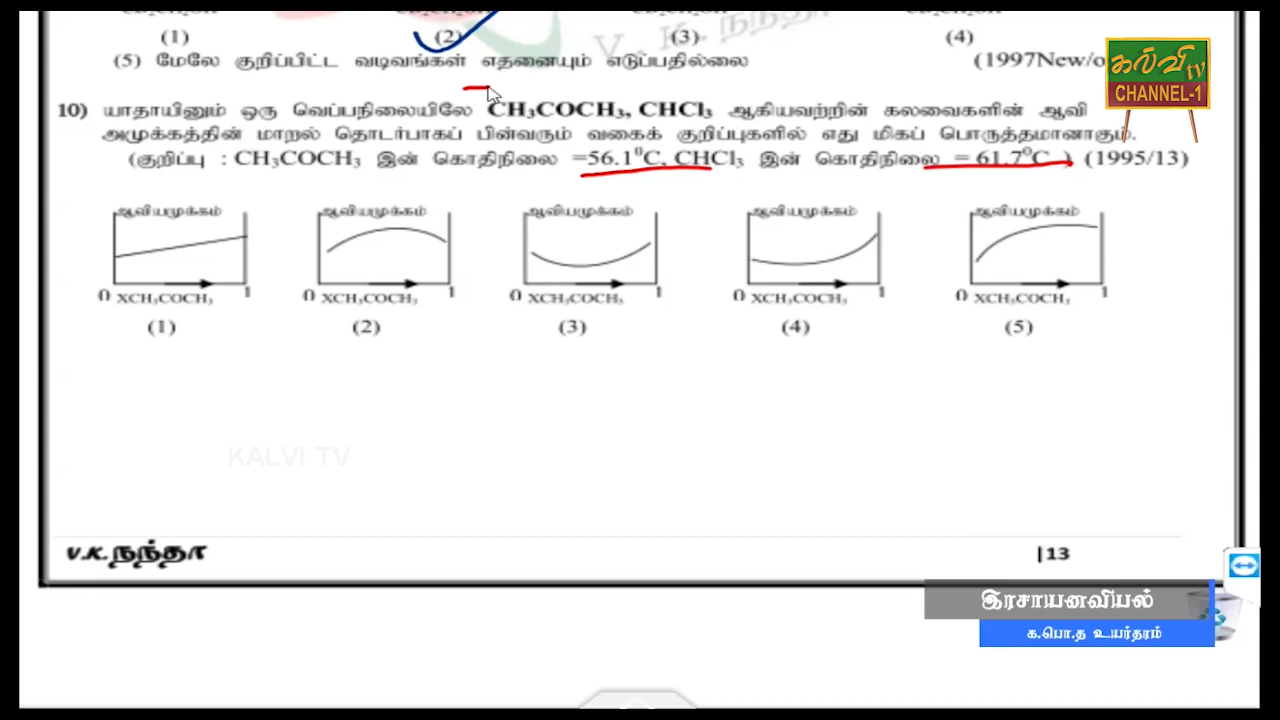 (1) (2) (3) (4)
(5) மேலே குறிப்பிட்ட வடிவங்கள் எதனையும் எடுப்பதில்லை (1997New/o
கல்வி tv
CHANNEL-1
V. K. நந்தா
10) யாதாயினும் ஒரு வெப்பநிலையிலே CH₃COCH₃, CHCl₃ ஆகியவற்றின் கலவைகளின் ஆவி
அமுக்கத்தின் மாறல் தொடர்பாகப் பின்வரும் வகைக் குறிப்புகளில் எது மிகப் பொருத்தமானாகும்.
(குறிப்பு : CH₃COCH₃ இன் கொதிநிலை =56.1⁰C, CHCl₃ இன் கொதிநிலை = 61.7⁰C ) (1995/13)
ஆவியமுக்கம் ஆவியமுக்கம் ஆவியமுக்கம் ஆவியமுக்கம் ஆவியமுக்கம்
0 XCH₃COCH₃ 1 0 XCH₃COCH₃ 1 0 XCH₃COCH₃ 1 0 XCH₃COCH₃ 1 0 XCH₃COCH₃ 1
(1) (2) (3) (4) (5)
KALVI TV
V.K.நந்தா |13
இரசாயனவியல்
க.பொ.த உயர்தரம்